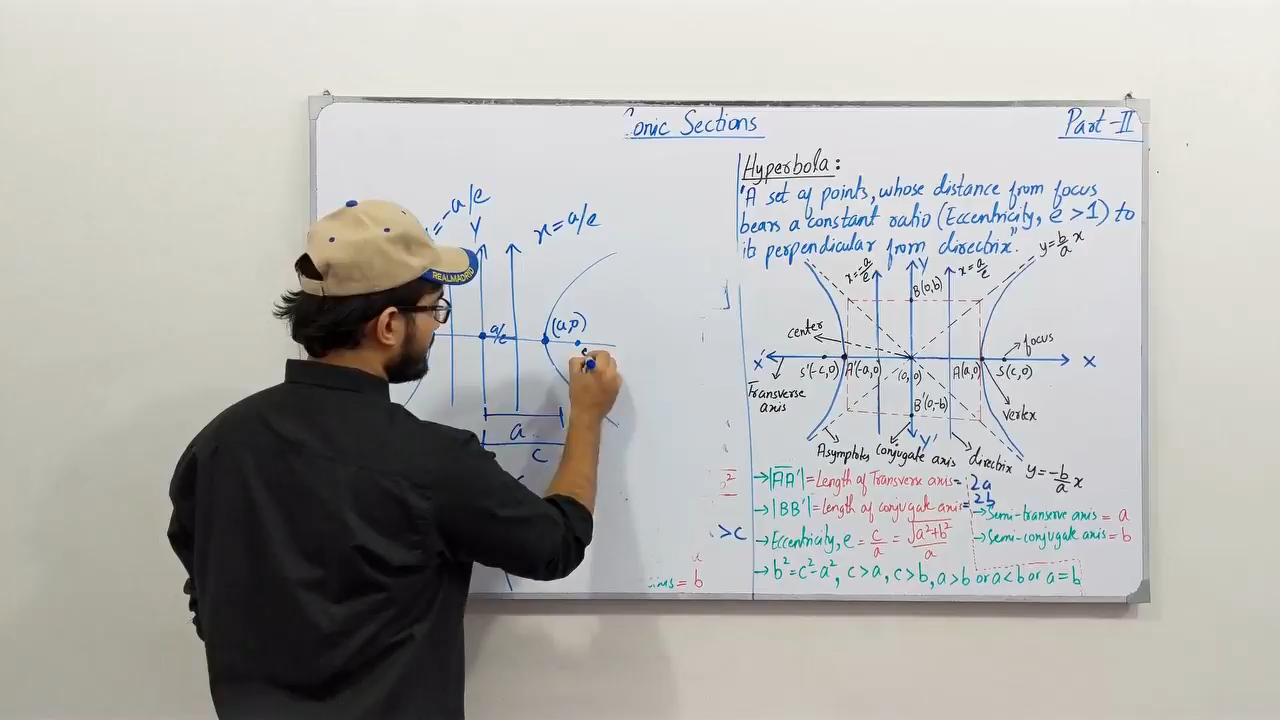 Conic Sections
Part-II
= -a/e
Y
x = a/e
a/e
(a,0)
c
a
c
b²
>c
= b
Hyperbola:
"A set of points, whose distance from focus
bears a constant ratio (Eccentricity, e > 1) to
its perpendicular from directrix."
y = b/a x
x = a/e
Y
x = a/e
B(0,b)
center
focus
X'
X
S'(-c,0)
A'(-a,0)
(0,0)
A(a,0)
S(c,0)
Transverse
axis
B'(0,-b)
vertex
Y'
Asymptotes
conjugate axis
directrix
y = -b/a x
→ |AA'| = Length of Transverse axis = 2a
→ |BB'| = length of conjugate axis = 2b
→ Semi-transverse axis = a
→ Semi-conjugate axis = b
→ Eccentricity, e = c/a = √a²+b²/a
→ b² = c²-a², c>a, c>b, a>b or a<b or a=b
REALMADRID